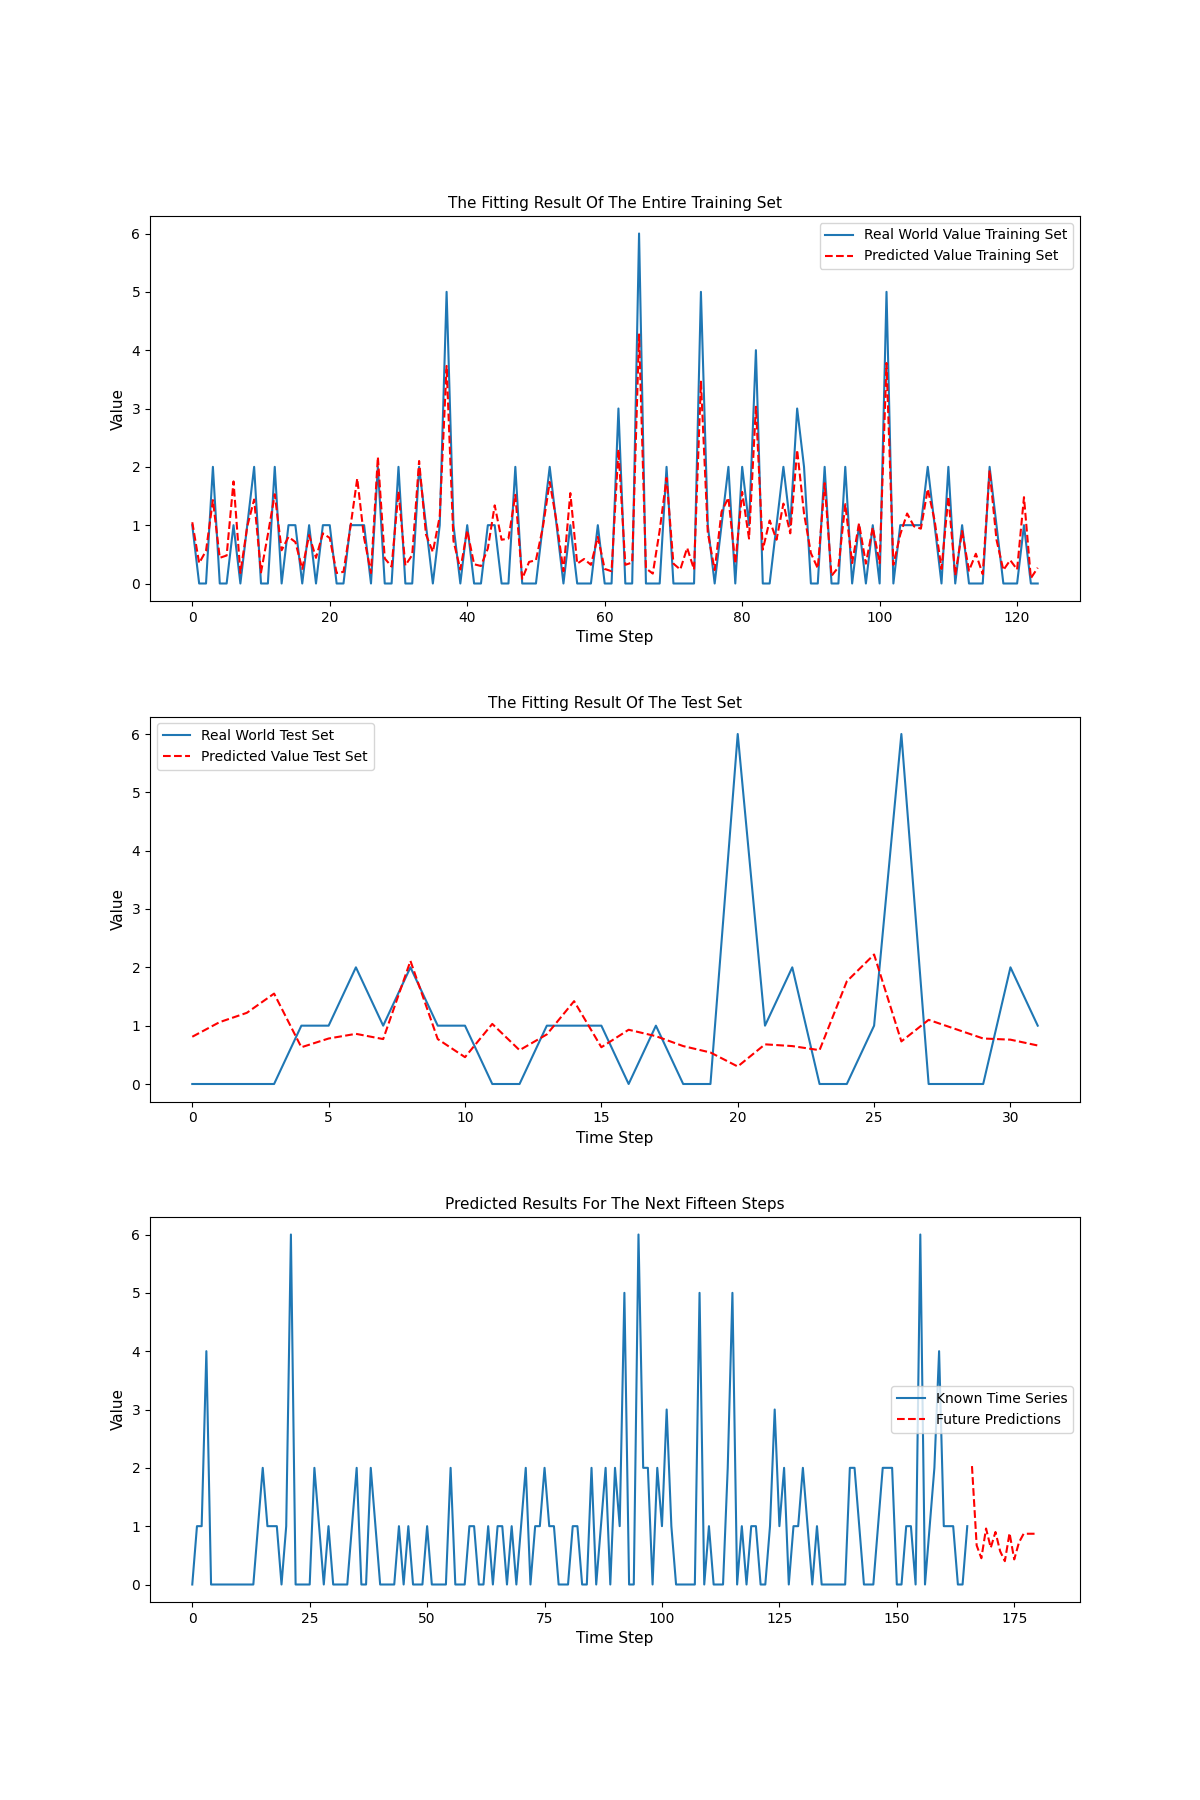 The Fitting Result Of The Entire Training Set
Real World Value Training Set
Predicted Value Training Set
Value
6
5
4
3
2
1
0
0 20 40 60 80 100 120
Time Step
The Fitting Result Of The Test Set
Real World Test Set
Predicted Value Test Set
Value
6
5
4
3
2
1
0
0 5 10 15 20 25 30
Time Step
Predicted Results For The Next Fifteen Steps
Known Time Series
Future Predictions
Value
6
5
4
3
2
1
0
0 25 50 75 100 125 150 175
Time Step